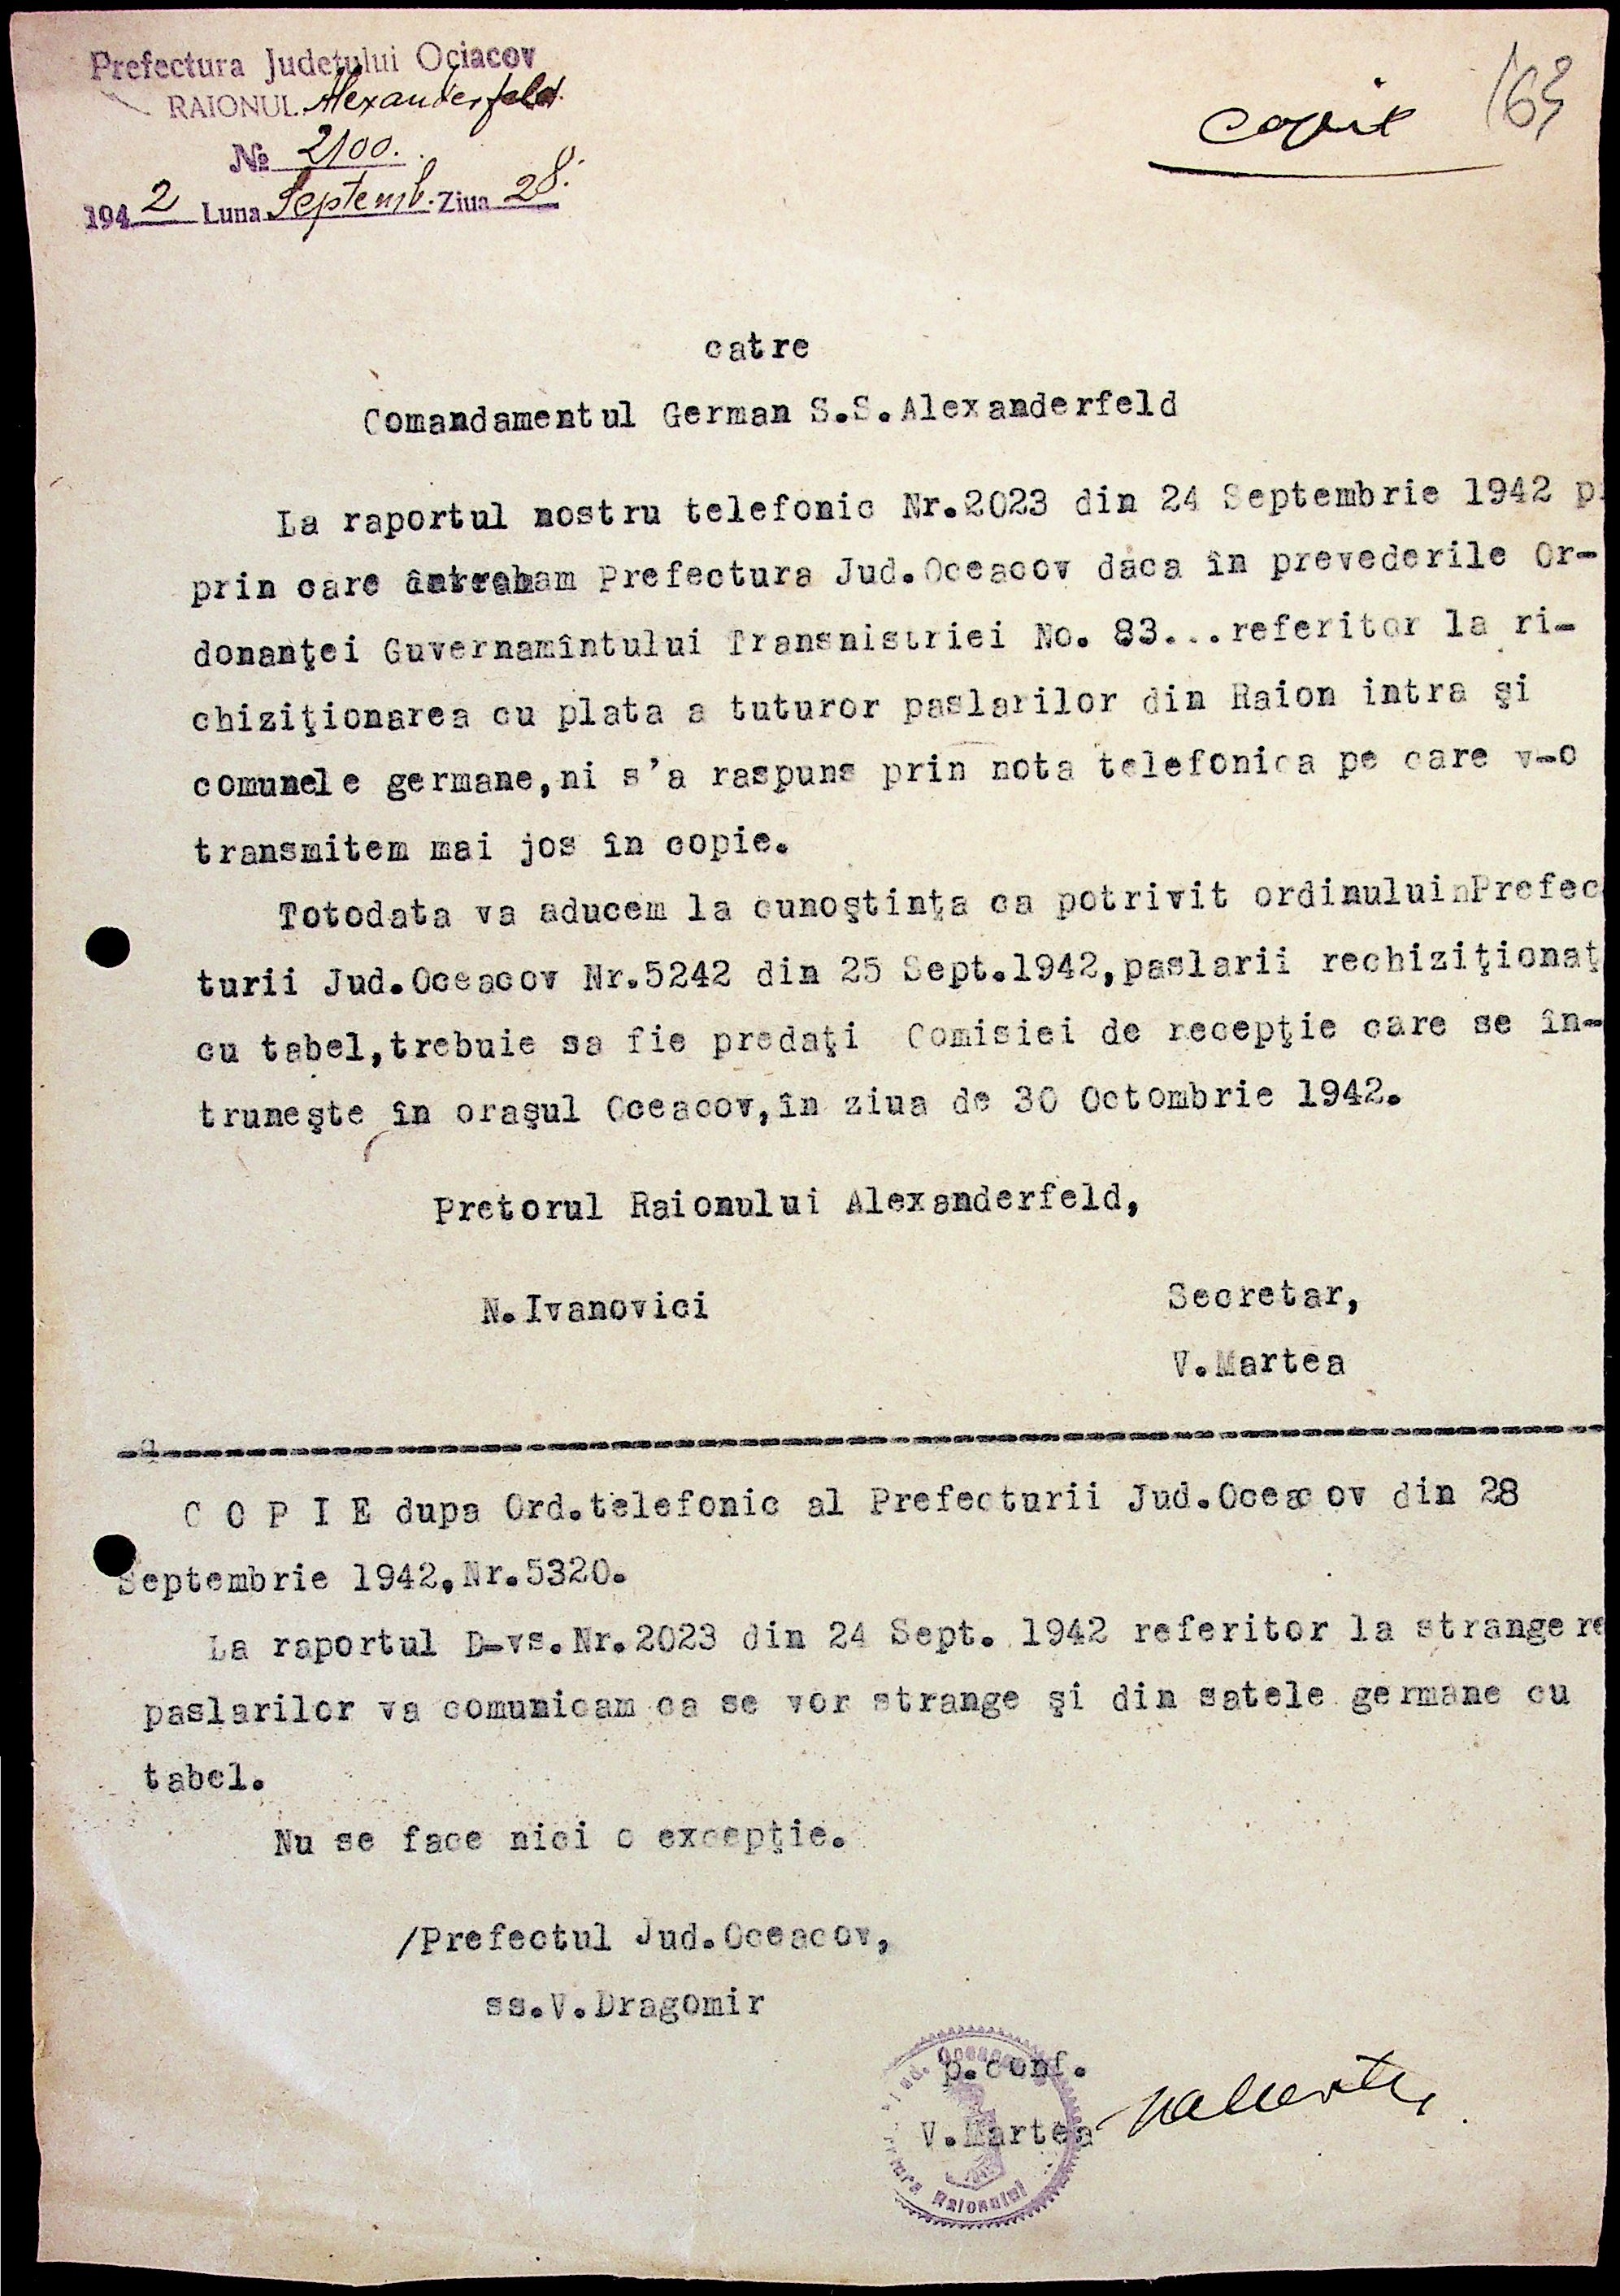 Prefectura Județului Ociacov
RAIONUL Alexanderfeld.
№ 2100.
1942 Luna Septemb. Ziua 28.
copie
163
catre
Comandamentul German S.S.Alexanderfeld
La raportul nostru telefonic Nr.2023 din 24 Septembrie 1942 p
prin care Prefectura Jud.Oceacov daca în prevederile Or-
donanţei Guvernamîntului Transnistriei No. 83...referitor la ri-
chiziţionarea cu plata a tuturor paslarilor din Raion intra şi
comunele germane,ni s'a raspuns prin nota telefonica pe care v-o
transmitem mai jos în copie.
Totodata va aducem la cunoştinţa ca potrivit ordinuluinPrefec
turii Jud.Oceacov Nr.5242 din 25 Sept.1942,paslarii rechiziţionaţ
cu tabel,trebuie sa fie predaţi Comisiei de recepţie care se în-
truneşte în oraşul Oceacov,în ziua de 30 Octombrie 1942.
Pretorul Raionului Alexanderfeld,
N.Ivanovici
Secretar,
V.Martea
C O P I E dupa Ord.telefonic al Prefecturii Jud.Oceacov din 28
Septembrie 1942,Nr.5320.
La raportul D-vs.Nr.2023 din 24 Sept. 1942 referitor la strangere
paslarilor va comunicam ca se vor strange şi din satele germane cu
tabel.
Nu se face nici o excepţie.
/Prefectul Jud.Oceacov,
ss.V.Dragomir
p.conf.
V.Martea
Jud. Oceacov
Raionului